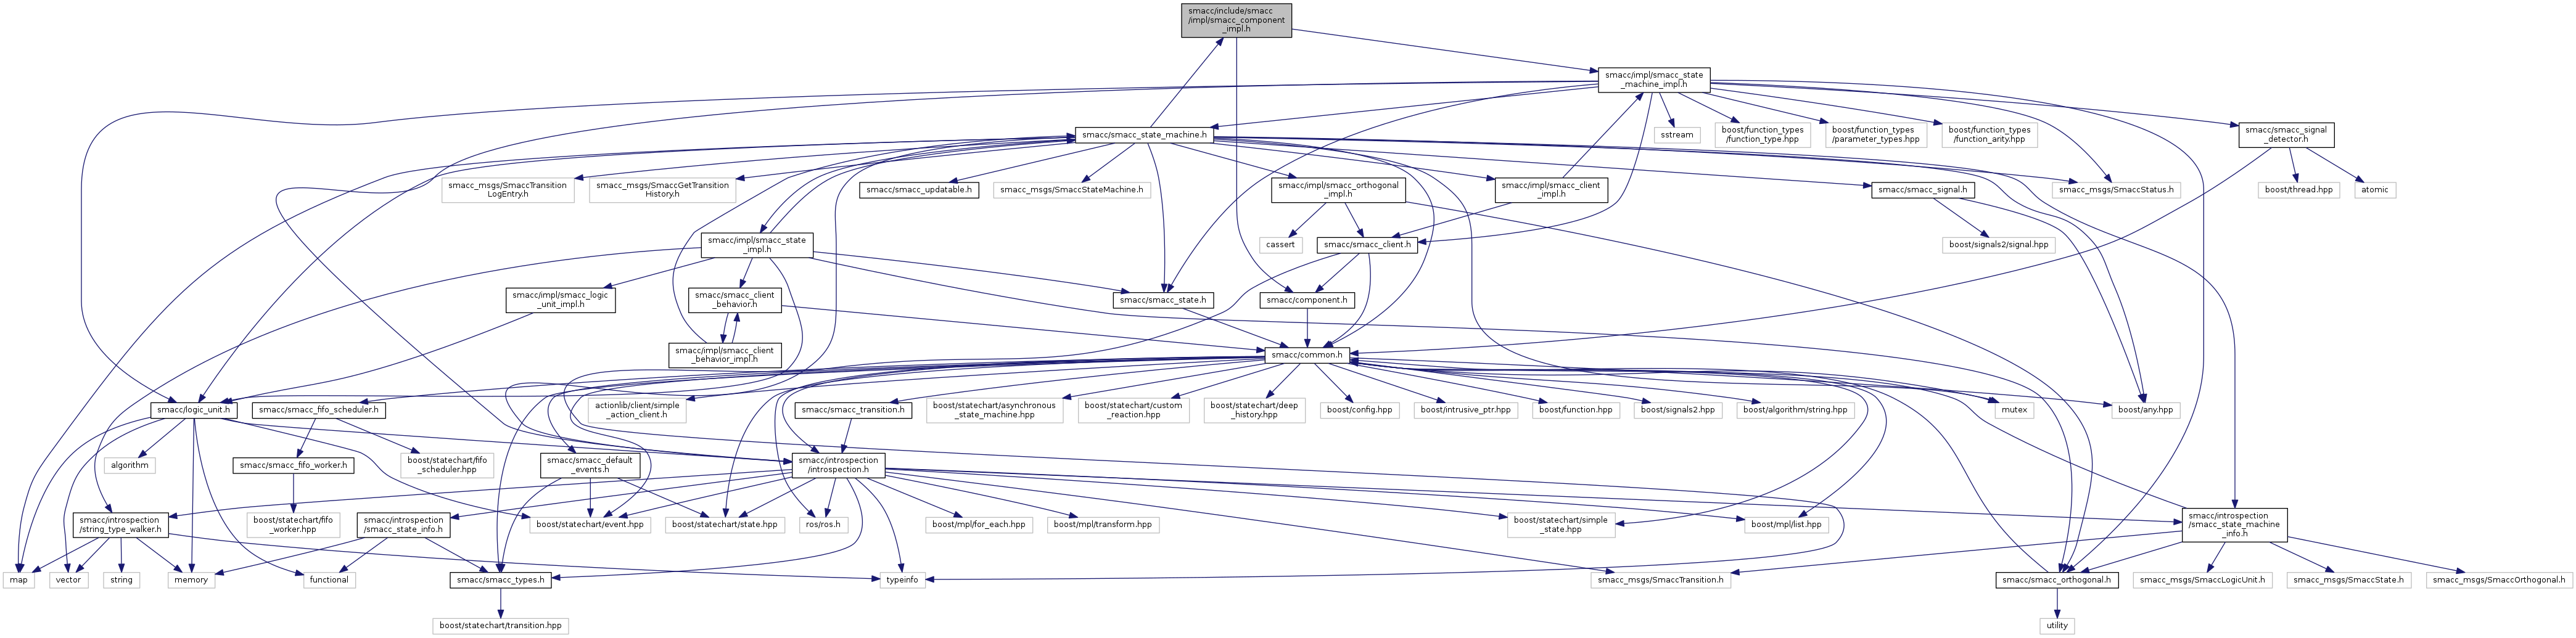 smacc/include/smacc
/impl/smacc_component
_impl.h
smacc/impl/smacc_state
_machine_impl.h
smacc/smacc_state_machine.h
sstream
boost/function_types
/function_type.hpp
boost/function_types
/parameter_types.hpp
boost/function_types
/function_arity.hpp
smacc/smacc_signal
_detector.h
smacc_msgs/SmaccTransition
LogEntry.h
smacc_msgs/SmaccGetTransition
History.h
smacc/smacc_updatable.h
smacc_msgs/SmaccStateMachine.h
smacc/impl/smacc_orthogonal
_impl.h
smacc/impl/smacc_client
_impl.h
smacc/smacc_signal.h
smacc_msgs/SmaccStatus.h
boost/thread.hpp
atomic
smacc/impl/smacc_state
_impl.h
cassert
smacc/smacc_client.h
boost/signals2/signal.hpp
smacc/impl/smacc_logic
_unit_impl.h
smacc/smacc_client
_behavior.h
smacc/smacc_state.h
smacc/component.h
smacc/impl/smacc_client
_behavior_impl.h
smacc/common.h
smacc/logic_unit.h
smacc/smacc_fifo_scheduler.h
actionlib/client/simple
_action_client.h
smacc/smacc_transition.h
boost/statechart/asynchronous
_state_machine.hpp
boost/statechart/custom
_reaction.hpp
boost/statechart/deep
_history.hpp
boost/config.hpp
boost/intrusive_ptr.hpp
boost/function.hpp
boost/signals2.hpp
boost/algorithm/string.hpp
mutex
boost/any.hpp
algorithm
smacc/smacc_fifo_worker.h
boost/statechart/fifo
_scheduler.hpp
smacc/smacc_default
_events.h
smacc/introspection
/introspection.h
smacc/introspection
/string_type_walker.h
boost/statechart/fifo
_worker.hpp
smacc/introspection
/smacc_state_info.h
boost/statechart/event.hpp
boost/statechart/state.hpp
ros/ros.h
boost/mpl/for_each.hpp
boost/mpl/transform.hpp
boost/statechart/simple
_state.hpp
boost/mpl/list.hpp
smacc/introspection
/smacc_state_machine
_info.h
map
vector
string
memory
functional
smacc/smacc_types.h
typeinfo
smacc_msgs/SmaccTransition.h
smacc/smacc_orthogonal.h
smacc_msgs/SmaccLogicUnit.h
smacc_msgs/SmaccState.h
smacc_msgs/SmaccOrthogonal.h
boost/statechart/transition.hpp
utility